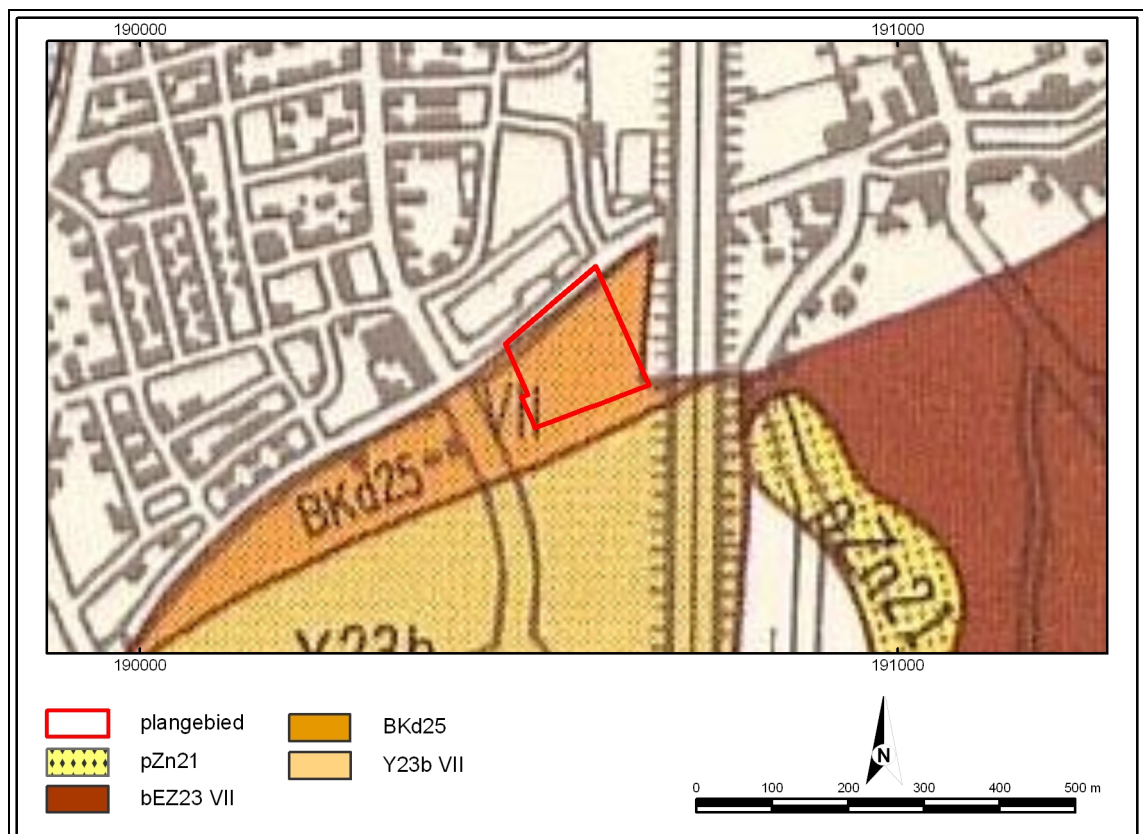 190000 191000
VII
BKd25
pZn21
Y23b
190000 191000
plangebied BKd25
pZn21 Y23b VII
bEZ23 VII
N
0 100 200 300 400 500 m